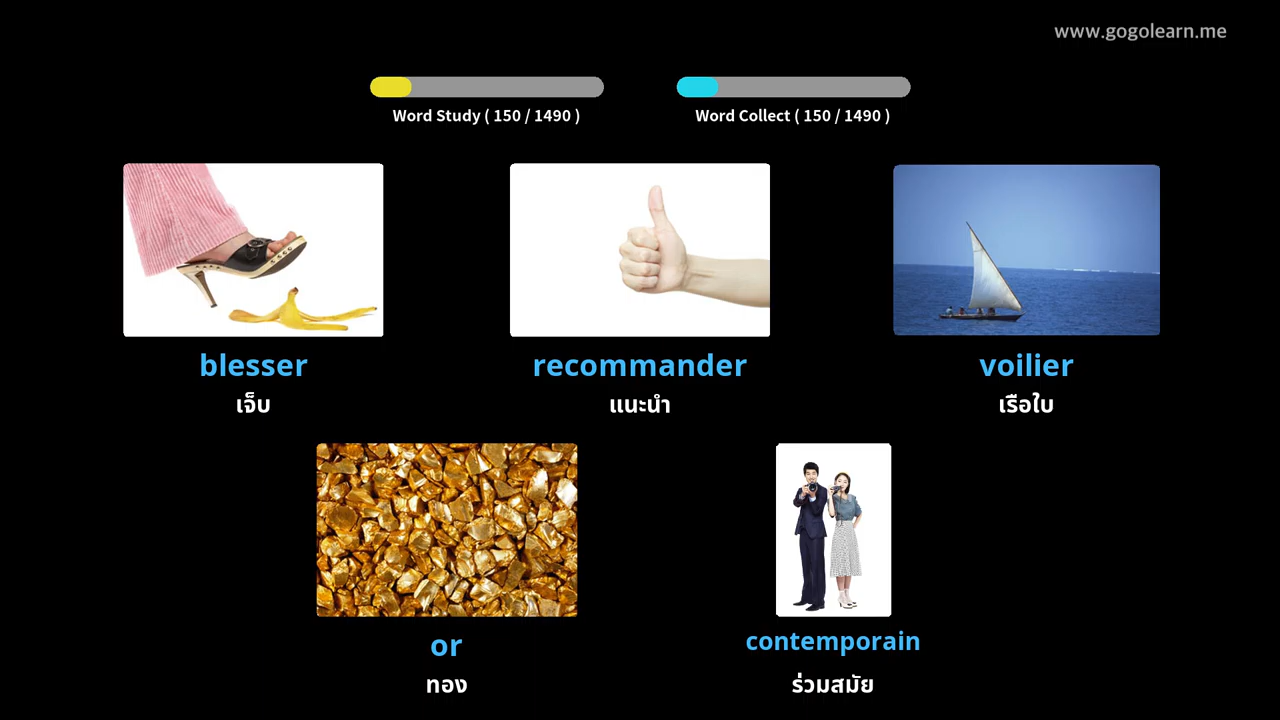 www.gogolearn.me
Word Study ( 150 / 1490 )
Word Collect ( 150 / 1490 )
blesser
เจ็บ
recommander
แนะนำ
voilier
เรือใบ
or
ทอง
contemporain
ร่วมสมัย